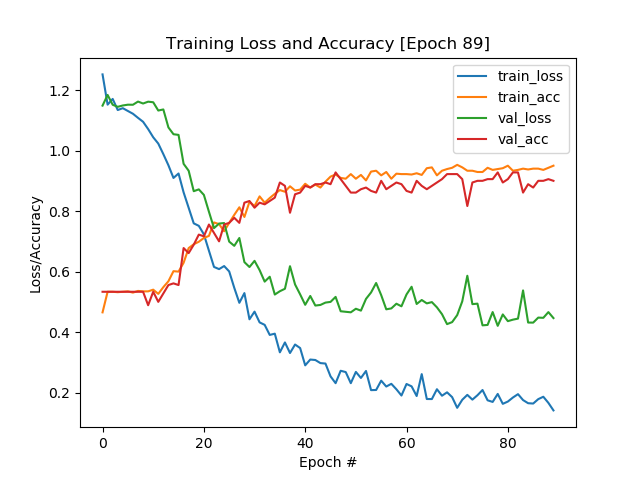 Training Loss and Accuracy [Epoch 89]
train_loss
train_acc
val_loss
val_acc
1.2
1.0
0.8
0.6
0.4
0.2
Loss/Accuracy
0 20 40 60 80
Epoch #